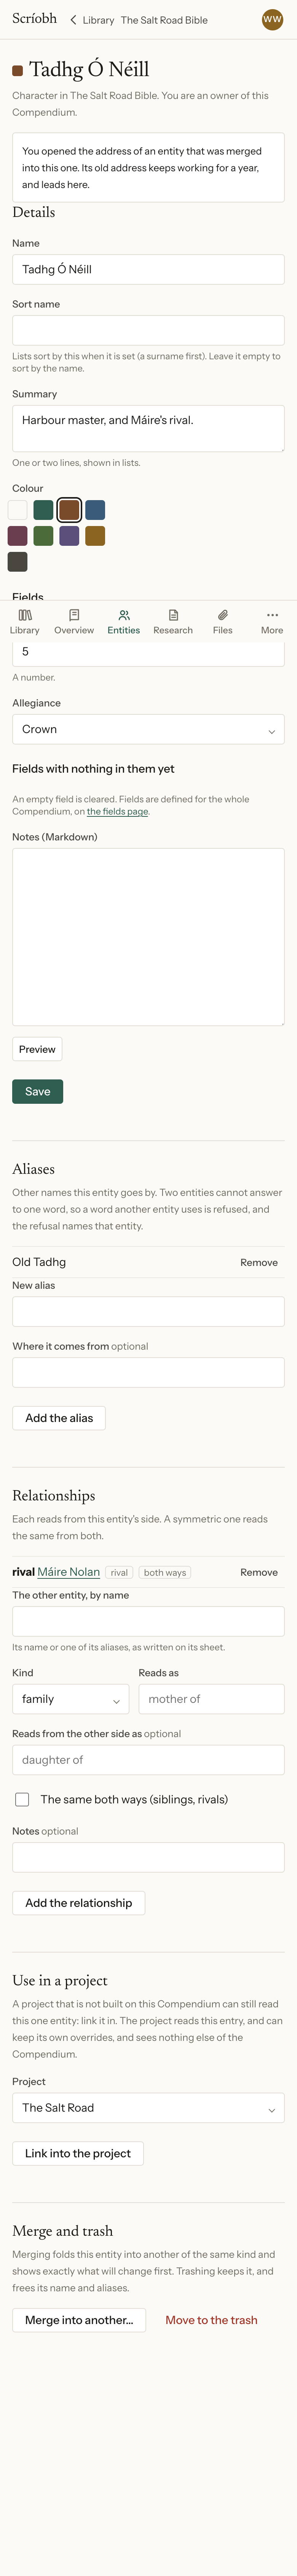 Scríobh
Library
The Salt Road Bible
WW
Tadhg Ó Néill
Character in The Salt Road Bible. You are an owner of this
Compendium.
You opened the address of an entity that was merged
into this one. Its old address keeps working for a year,
and leads here.
Details
Name
Tadhg Ó Néill
Sort name
Lists sort by this when it is set (a surname first). Leave it empty to
sort by the name.
Summary
Harbour master, and Máire's rival.
One or two lines, shown in lists.
Colour
Fields
Library
Overview
Entities
Research
Files
More
5
A number.
Allegiance
Crown
Fields with nothing in them yet
An empty field is cleared. Fields are defined for the whole
Compendium, on the fields page.
Notes (Markdown)
Preview
Save
Aliases
Other names this entity goes by. Two entities cannot answer
to one word, so a word another entity uses is refused, and
the refusal names that entity.
Old Tadhg
Remove
New alias
Where it comes from optional
Add the alias
Relationships
Each reads from this entity's side. A symmetric one reads
the same from both.
rival Máire Nolan rival both ways
Remove
The other entity, by name
Its name or one of its aliases, as written on its sheet.
Kind
Reads as
family
mother of
Reads from the other side as optional
daughter of
The same both ways (siblings, rivals)
Notes optional
Add the relationship
Use in a project
A project that is not built on this Compendium can still read
this one entity: link it in. The project reads this entry, and can
keep its own overrides, and sees nothing else of the
Compendium.
Project
The Salt Road
Link into the project
Merge and trash
Merging folds this entity into another of the same kind and
shows exactly what will change first. Trashing keeps it, and
frees its name and aliases.
Merge into another...
Move to the trash